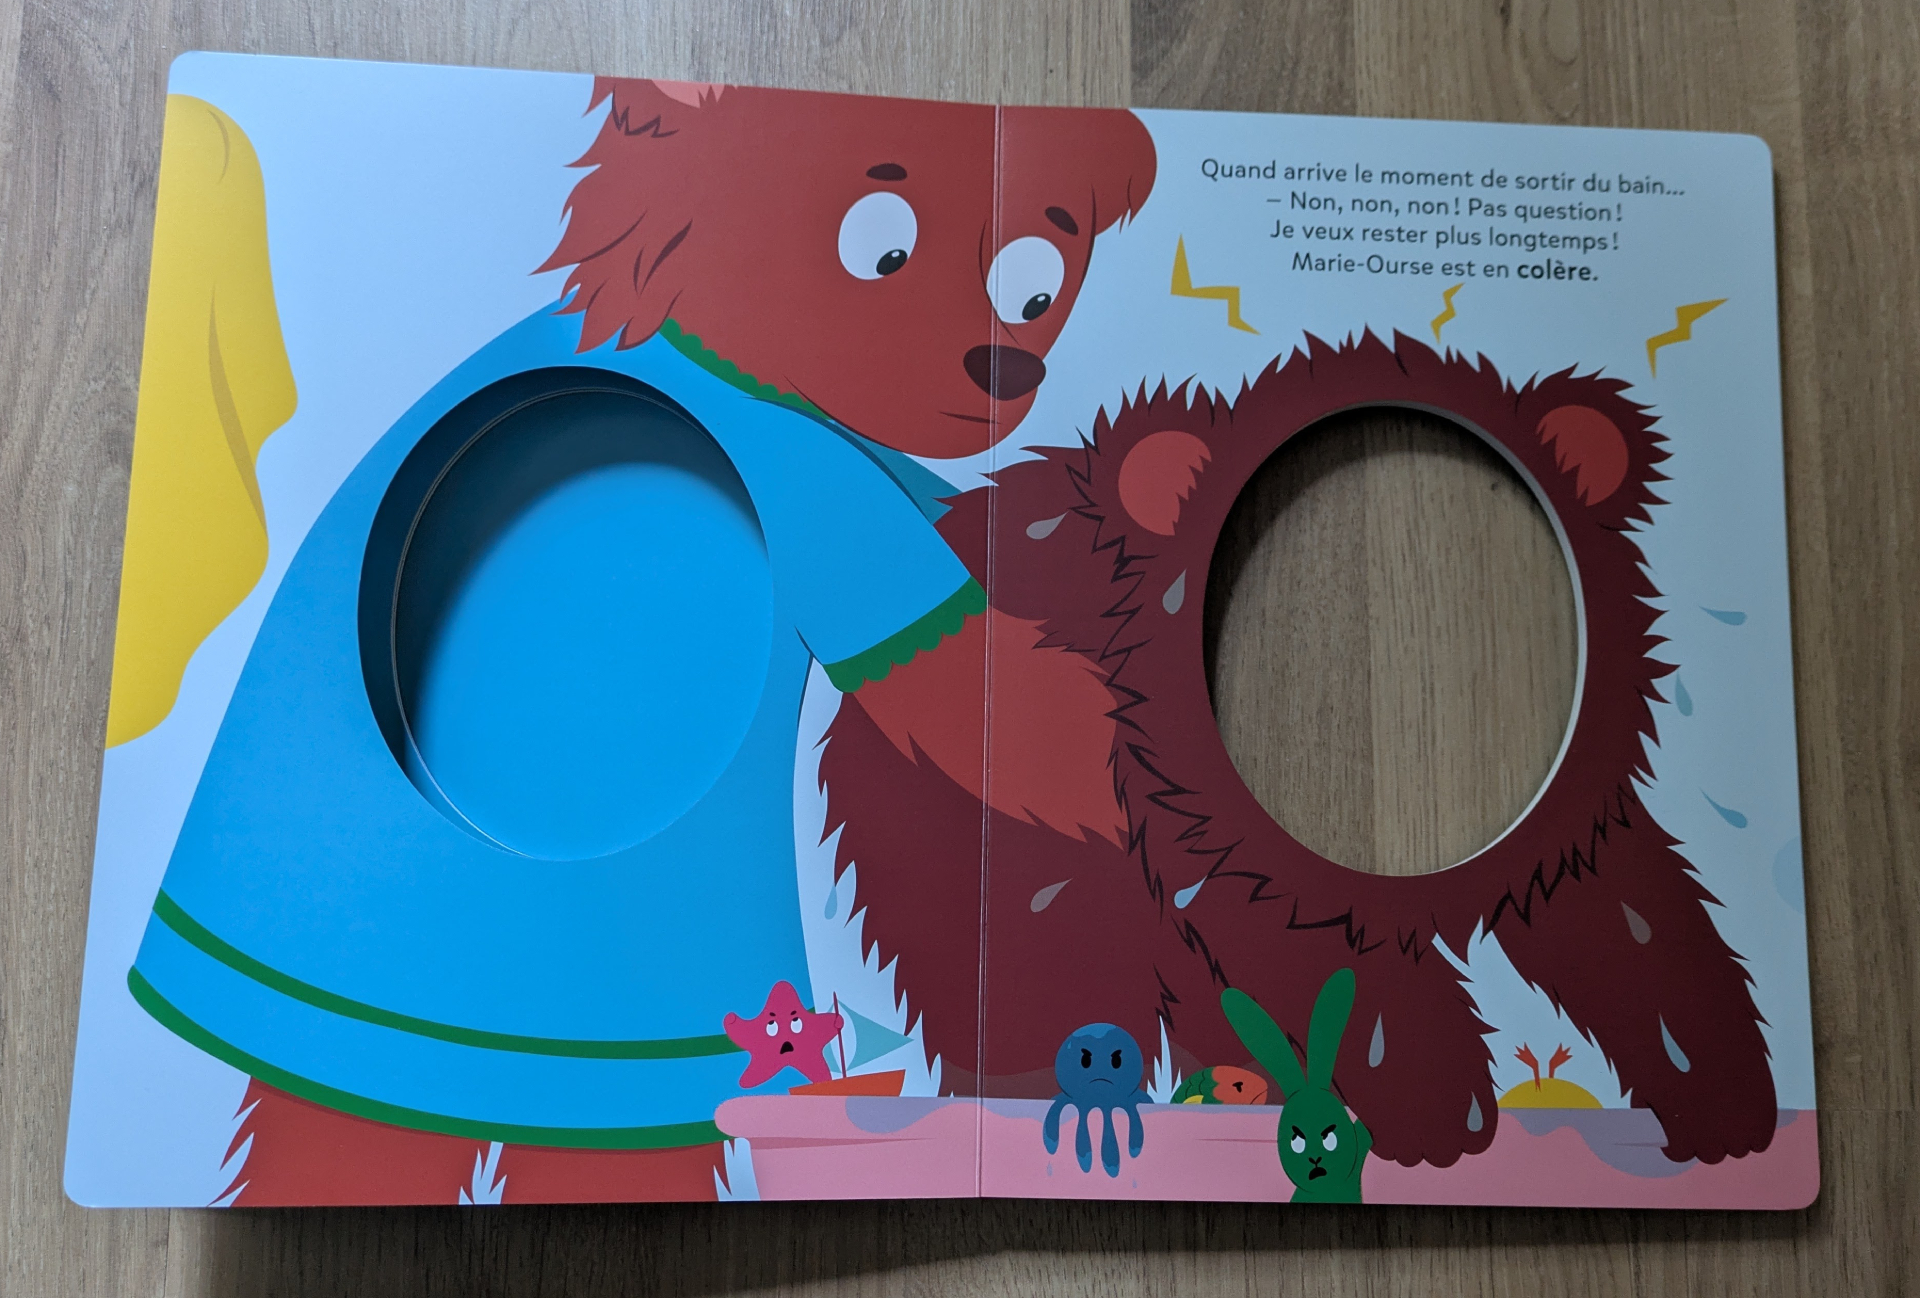 Quand arrive le moment de sortir du bain...
– Non, non, non ! Pas question !
Je veux rester plus longtemps !
Marie-Ourse est en colère.